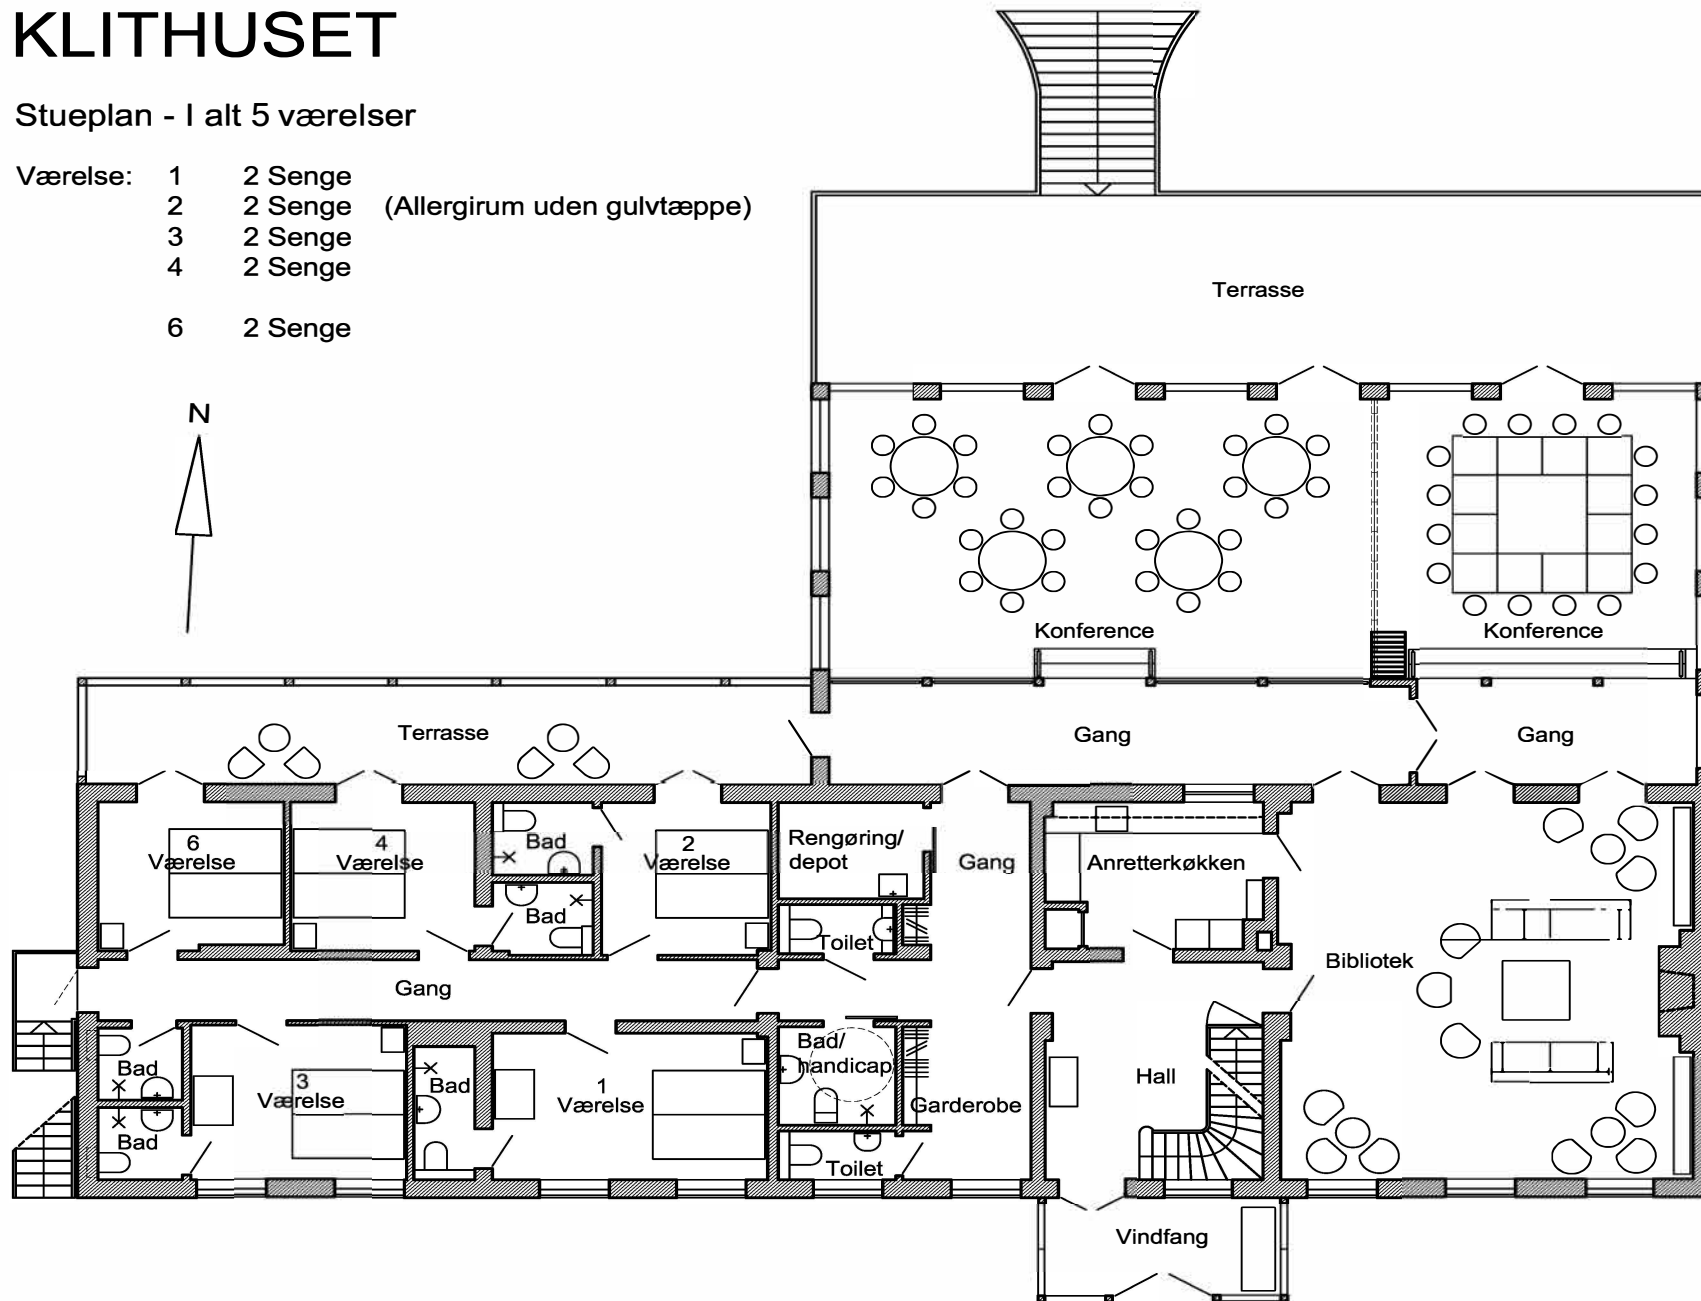 KLITHUSET
Stueplan - I alt 5 værelser
Værelse: 1 2 Senge
2 2 Senge (Allergirum uden gulvtæppe)
3 2 Senge
4 2 Senge
6 2 Senge
N
Terrasse
Konference
Konference
Terrasse
Gang
Gang
6
Værelse
4
Værelse
Bad
Bad
2
Værelse
Rengøring/
depot
Toilet
Gang
Anretterkøkken
Bibliotek
Gang
Bad
Bad
3
Værelse
Bad
1
Værelse
Bad/
handicap
Toilet
Garderobe
Hall
Vindfang